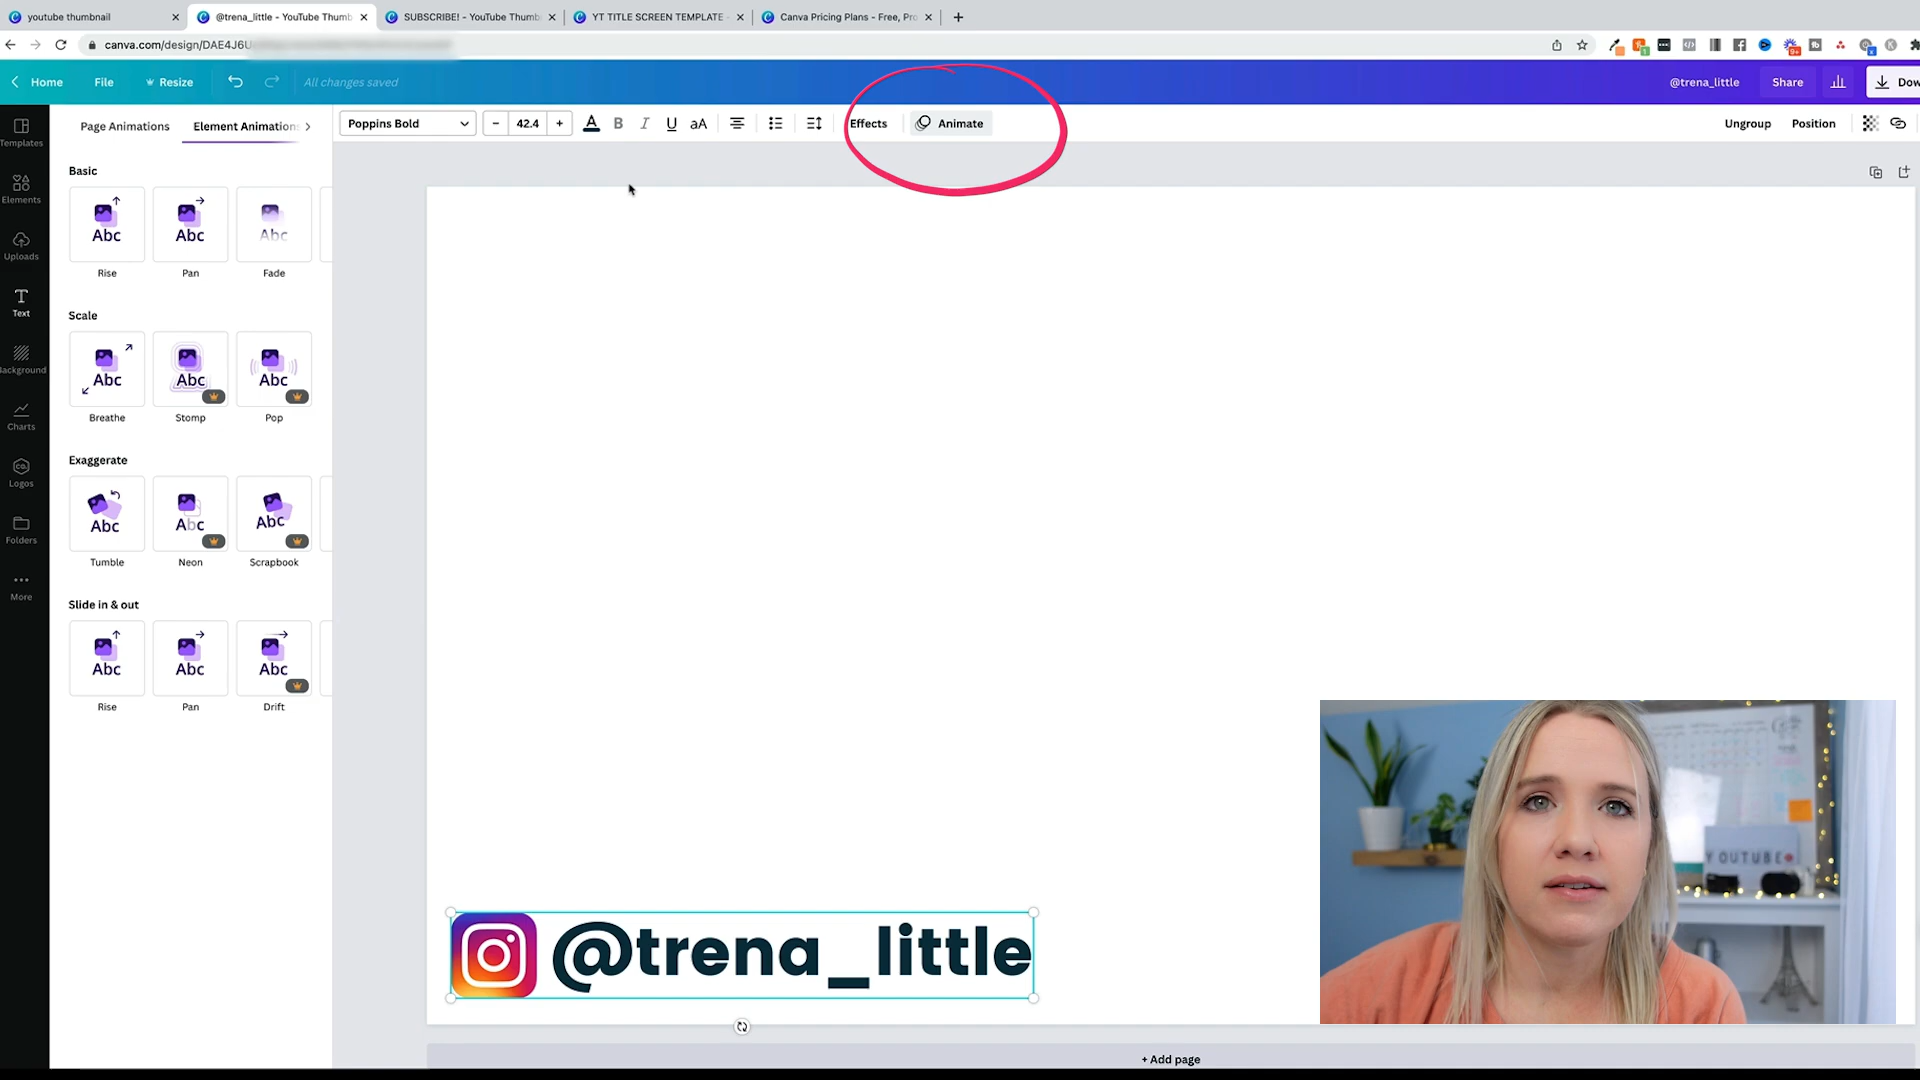 youtube thumbnail
@trena_little - YouTube Thumb
SUBSCRIBE! - YouTube Thumb
YT TITLE SCREEN TEMPLATE -
Canva Pricing Plans - Free, Pro
canva.com/design/DAE4J6U
Home
File
Resize
All changes saved
@trena_little
Share
Dow
Page Animations
Element Animations
Poppins Bold
42.4
A
B
I
U
aA
Effects
Animate
Ungroup
Position
Templates
Elements
Uploads
Text
Background
Charts
Logos
Folders
More
Basic
Abc
Abc
Abc
Rise
Pan
Fade
Scale
Abc
Abc
Abc
Breathe
Stomp
Pop
Exaggerate
Abc
Abc
Abc
Tumble
Neon
Scrapbook
Slide in & out
Abc
Abc
Abc
Rise
Pan
Drift
@trena_little
YOUTUBE
+ Add page